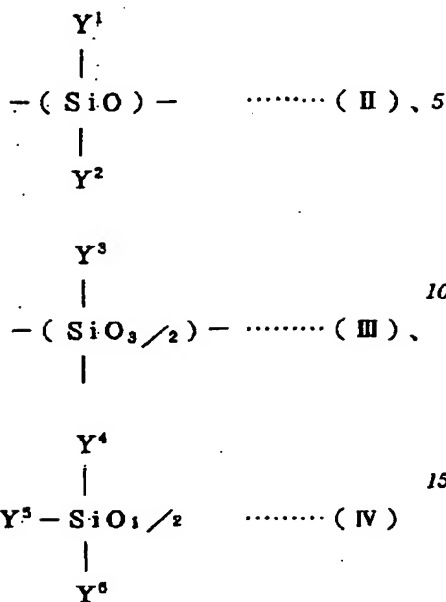 Y¹
|
—( SiO )— ········· ( II ) 、 5
|
Y²
Y³
10
|
—( SiO₃／₂ )— ········· ( III ) 、
|
Y⁴
15
|
Y⁵—SiO₁／₂ ········· ( IV )
|
Y⁶